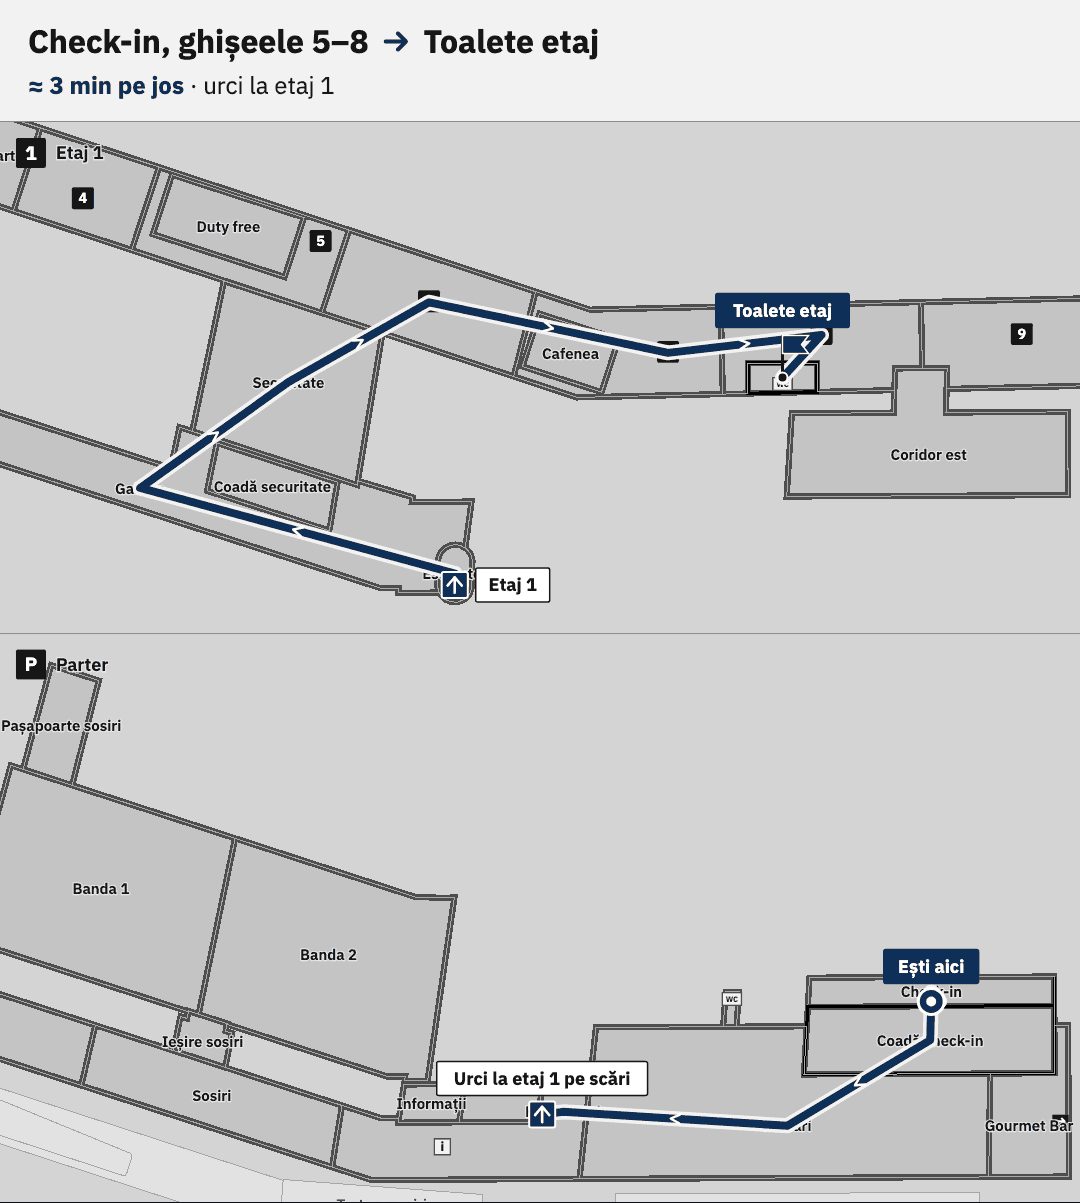 Check-in, ghișeele 5–8 → Toalete etaj
≈ 3 min pe jos · urci la etaj 1
1 Etaj 1
4
Duty free
5
Toalete etaj
9
Cafenea
Coridor est
Coadă securitate
Etaj 1
P Parter
Pașapoarte sosiri
Banda 1
Banda 2
Ești aici
wc
Ieșire sosiri
Urci la etaj 1 pe scări
Sosiri
Informații
Gourmet Bar
i